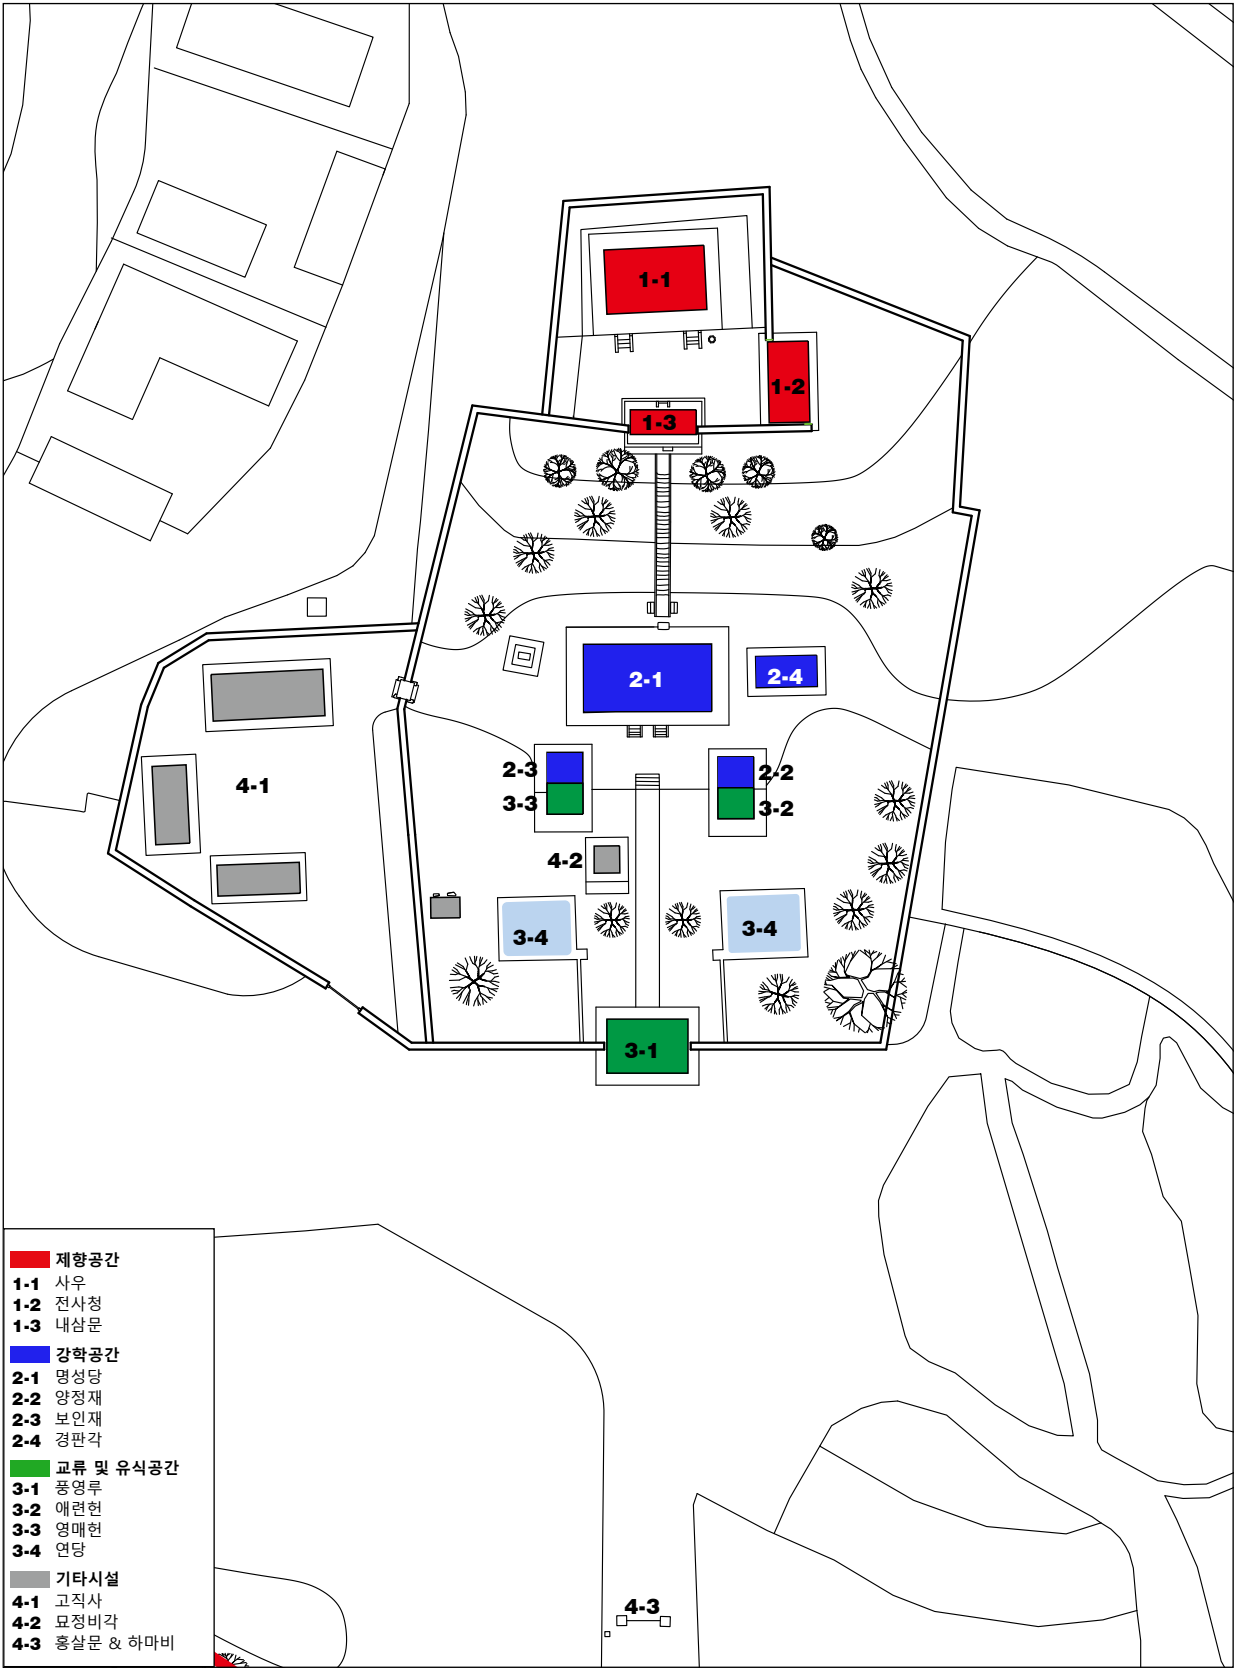 1-1
1-2
1-3
2-1
2-4
2-3
2-2
3-3
3-2
4-1
4-2
3-4
3-4
3-1
4-3
제향공간
1-1 사우
1-2 전사청
1-3 내삼문
강학공간
2-1 명성당
2-2 양정재
2-3 보인재
2-4 경판각
교류 및 유식공간
3-1 풍영루
3-2 애련헌
3-3 영매헌
3-4 연당
기타시설
4-1 고직사
4-2 묘정비각
4-3 홍살문 & 하마비